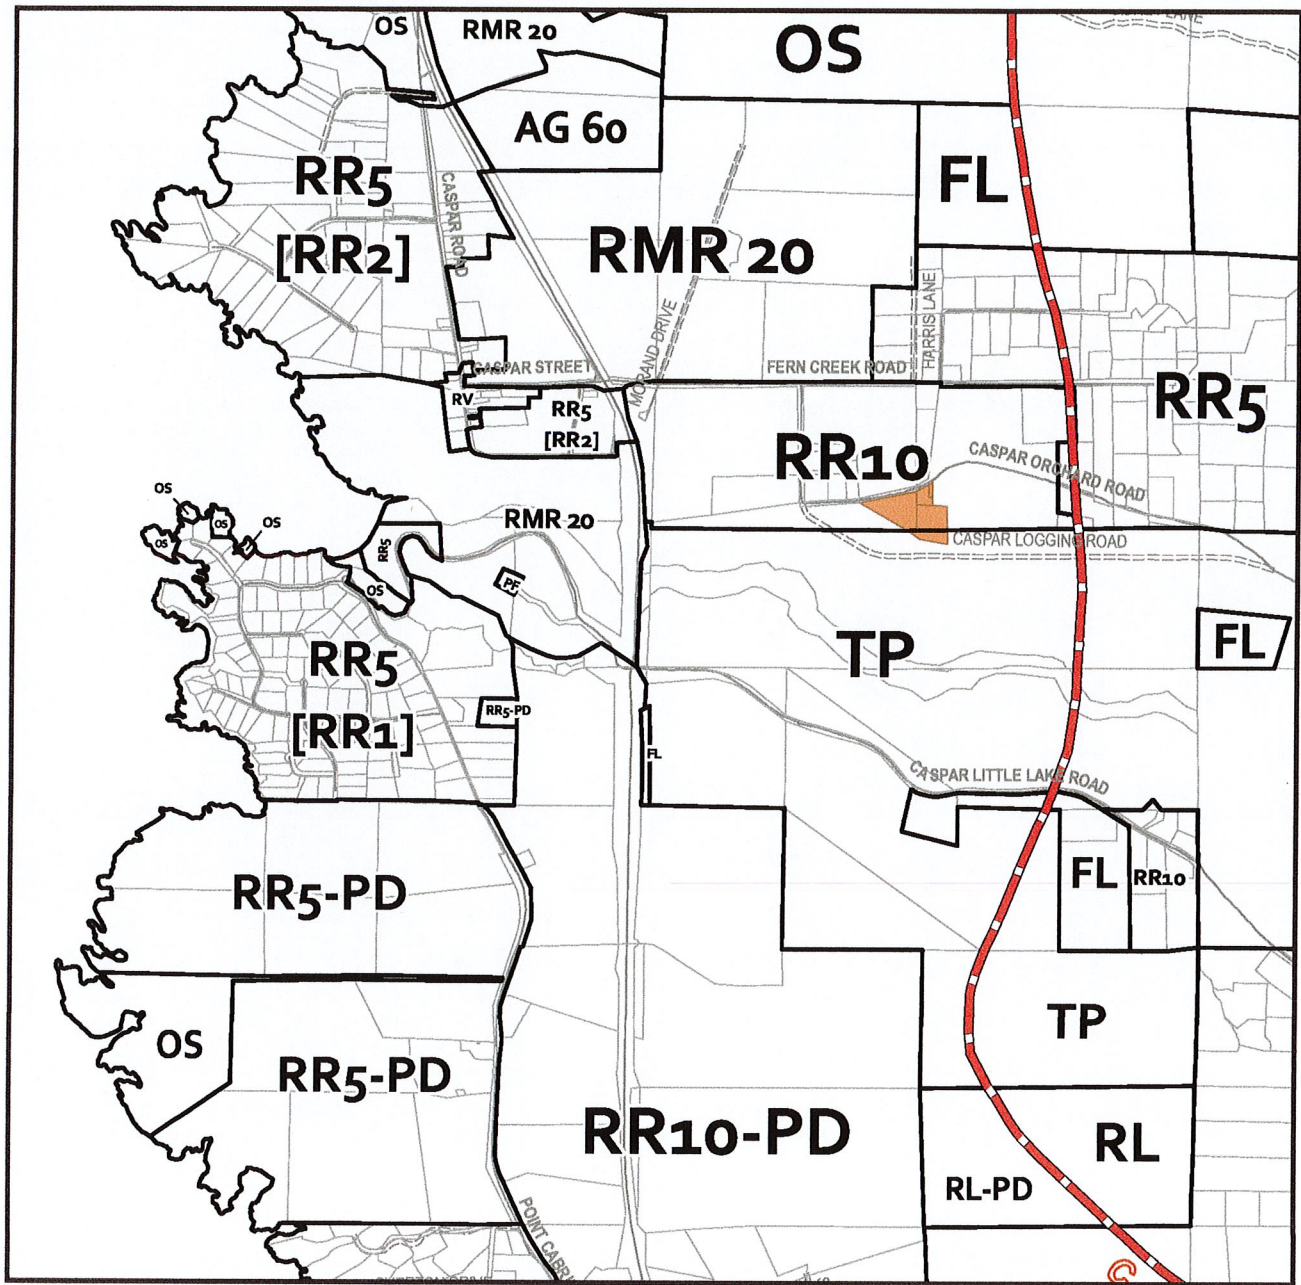 OS
RMR 20
OS
AG 60
RR5
[RR2]
CASPAR ROAD
FL
RMR 20
MORAND DRIVE
HARRIS LANE
CASPAR STREET
FERN CREEK ROAD
RV
RR5
[RR2]
RR5
RR10
CASPAR ORCHARD ROAD
OS
OS
OS
OS
RMR 20
RR5
CASPAR LOGGING ROAD
PF
OS
TP
FL
RR5
[RR1]
RR5-PD
FL
CASPAR LITTLE LAKE ROAD
RR5-PD
FL
RR10
OS
RR5-PD
TP
RR10-PD
RL
RL-PD
POINT CABRI